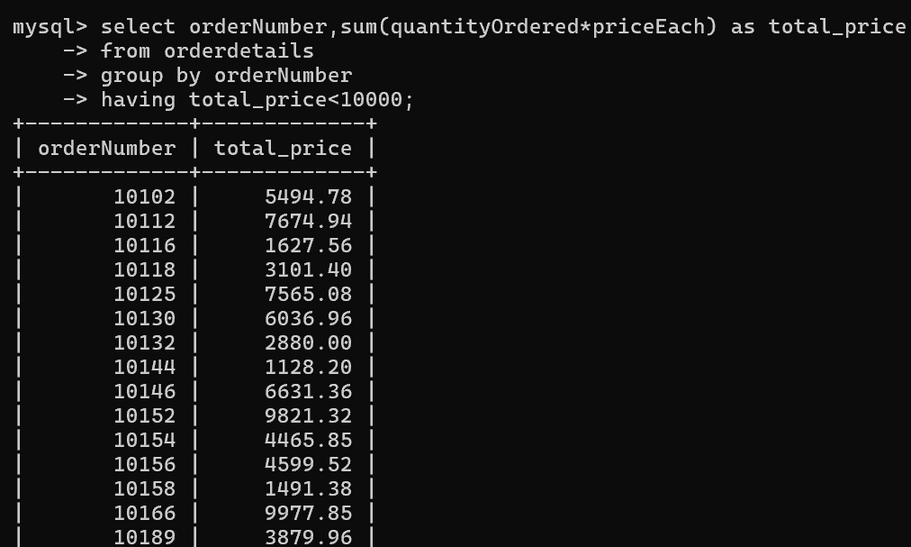 mysql> select orderNumber,sum(quantityOrdered*priceEach) as total_price
    -> from orderdetails
    -> group by orderNumber
    -> having total_price<10000;
+-------------+-------------+
| orderNumber | total_price |
+-------------+-------------+
|       10102 |     5494.78 |
|       10112 |     7674.94 |
|       10116 |     1627.56 |
|       10118 |     3101.40 |
|       10125 |     7565.08 |
|       10130 |     6036.96 |
|       10132 |     2880.00 |
|       10144 |     1128.20 |
|       10146 |     6631.36 |
|       10152 |     9821.32 |
|       10154 |     4465.85 |
|       10156 |     4599.52 |
|       10158 |     1491.38 |
|       10166 |     9977.85 |
|       10189 |     3879.96 |